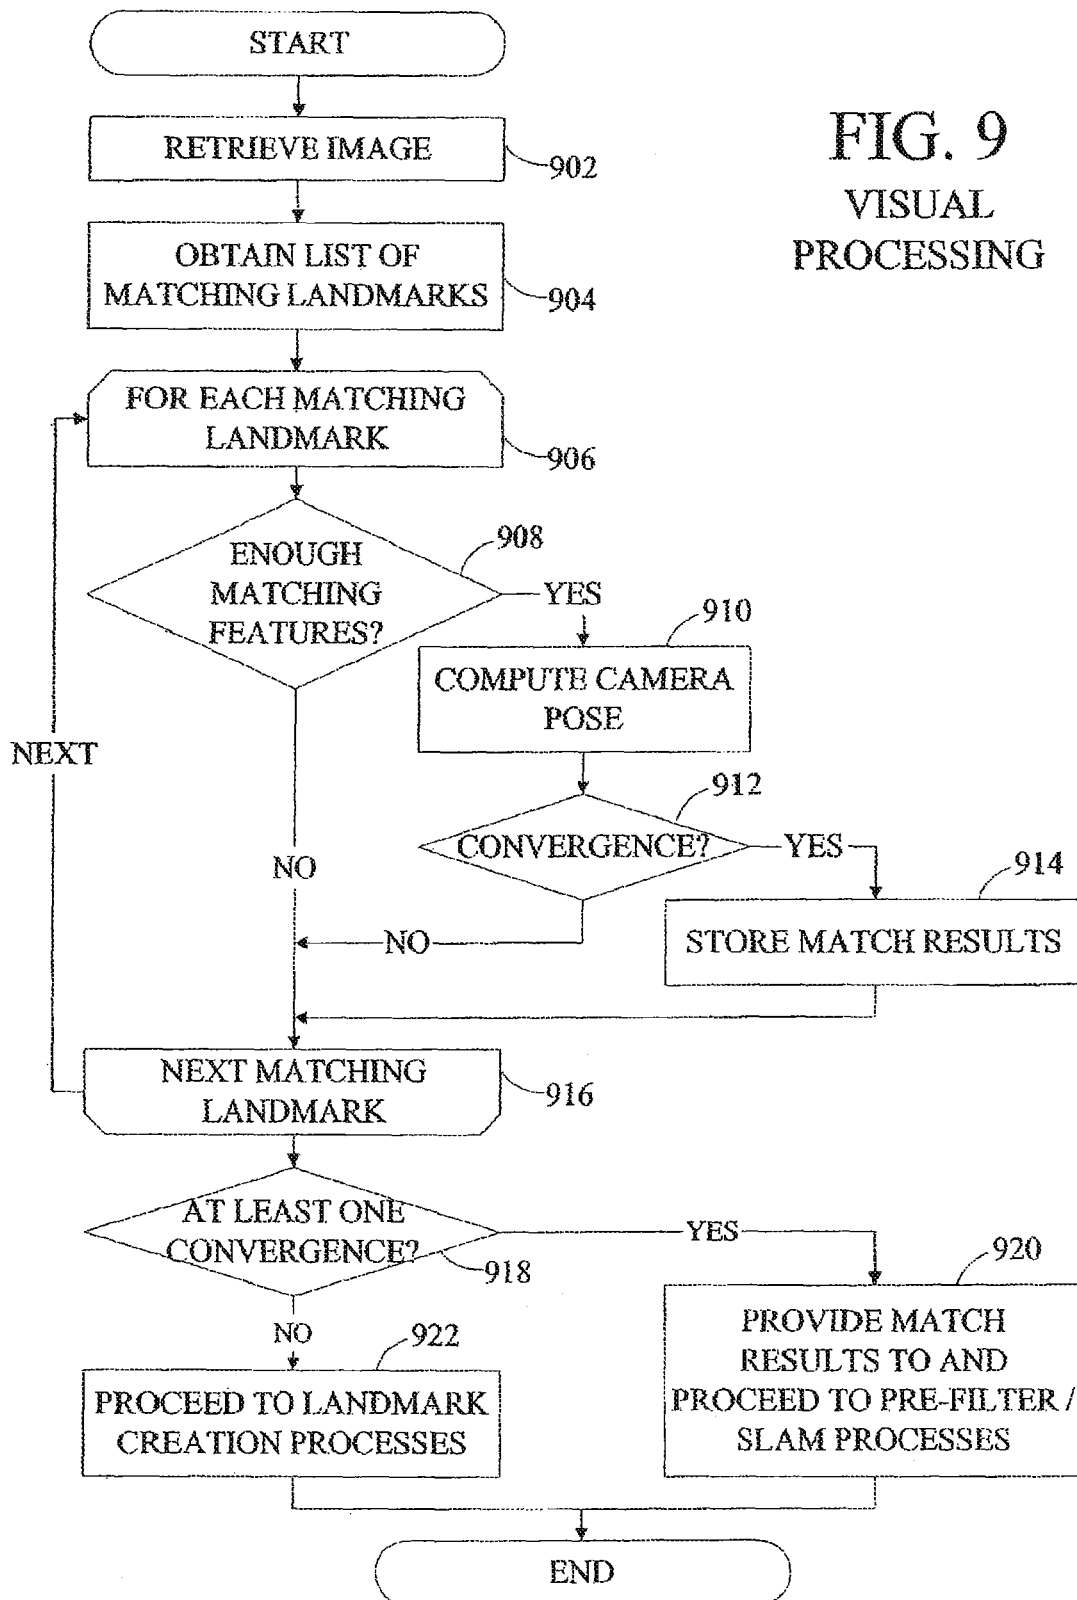 START
FIG. 9
VISUAL
PROCESSING
RETRIEVE IMAGE
902
OBTAIN LIST OF
MATCHING LANDMARKS
904
FOR EACH MATCHING
LANDMARK
906
ENOUGH
MATCHING
FEATURES?
908
YES
910
COMPUTE CAMERA
POSE
NEXT
912
CONVERGENCE?
YES
NO
914
NO
STORE MATCH RESULTS
NEXT MATCHING
LANDMARK
916
AT LEAST ONE
CONVERGENCE?
918
YES
920
NO
922
PROVIDE MATCH
RESULTS TO AND
PROCEED TO PRE-FILTER /
SLAM PROCESSES
PROCEED TO LANDMARK
CREATION PROCESSES
END